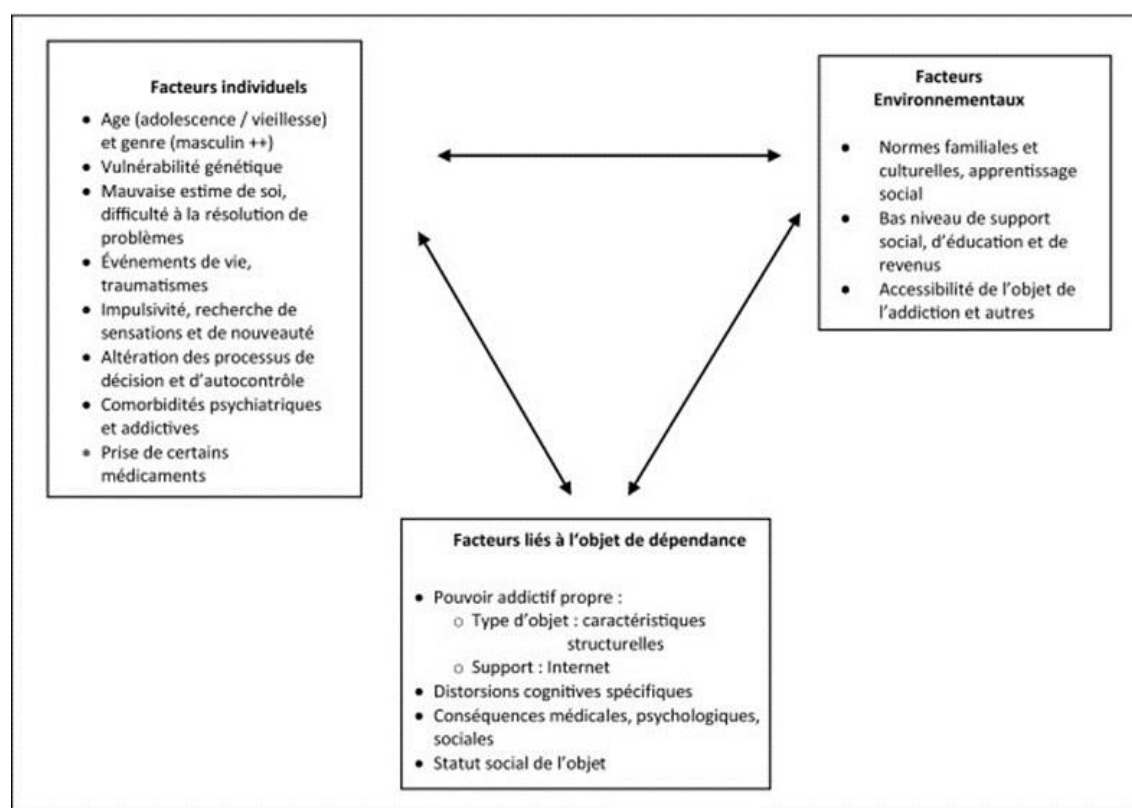 Facteurs individuels
• Age (adolescence / vieillesse)
et genre (masculin ++)
• Vulnérabilité génétique
• Mauvaise estime de soi,
difficulté à la résolution de
problèmes
• Événements de vie,
traumatismes
• Impulsivité, recherche de
sensations et de nouveauté
• Altération des processus de
décision et d'autocontrôle
• Comorbidités psychiatriques
et addictives
• Prise de certains
médicaments
Facteurs
Environnementaux
• Normes familiales et
culturelles, apprentissage
social
• Bas niveau de support
social, d'éducation et de
revenus
• Accessibilité de l'objet de
l'addiction et autres
Facteurs liés à l'objet de dépendance
• Pouvoir addictif propre :
o Type d'objet : caractéristiques
structurelles
o Support : Internet
• Distorsions cognitives spécifiques
• Conséquences médicales, psychologiques,
sociales
• Statut social de l'objet